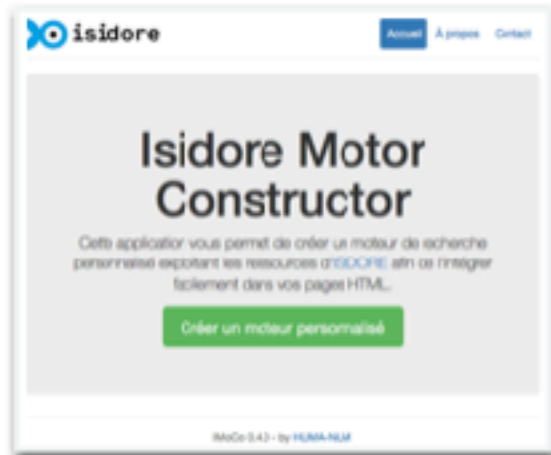 isidore
Accueil À propos Contact
Isidore Motor
Constructor
Cette application vous permet de créer un moteur de recherche
personnalisé exploitant les ressources d'ISIDORE afin de l'intégrer
facilement dans vos pages HTML.
Créer un moteur personnalisé
IMoCo 0.4.0 - by HUMA-NUM